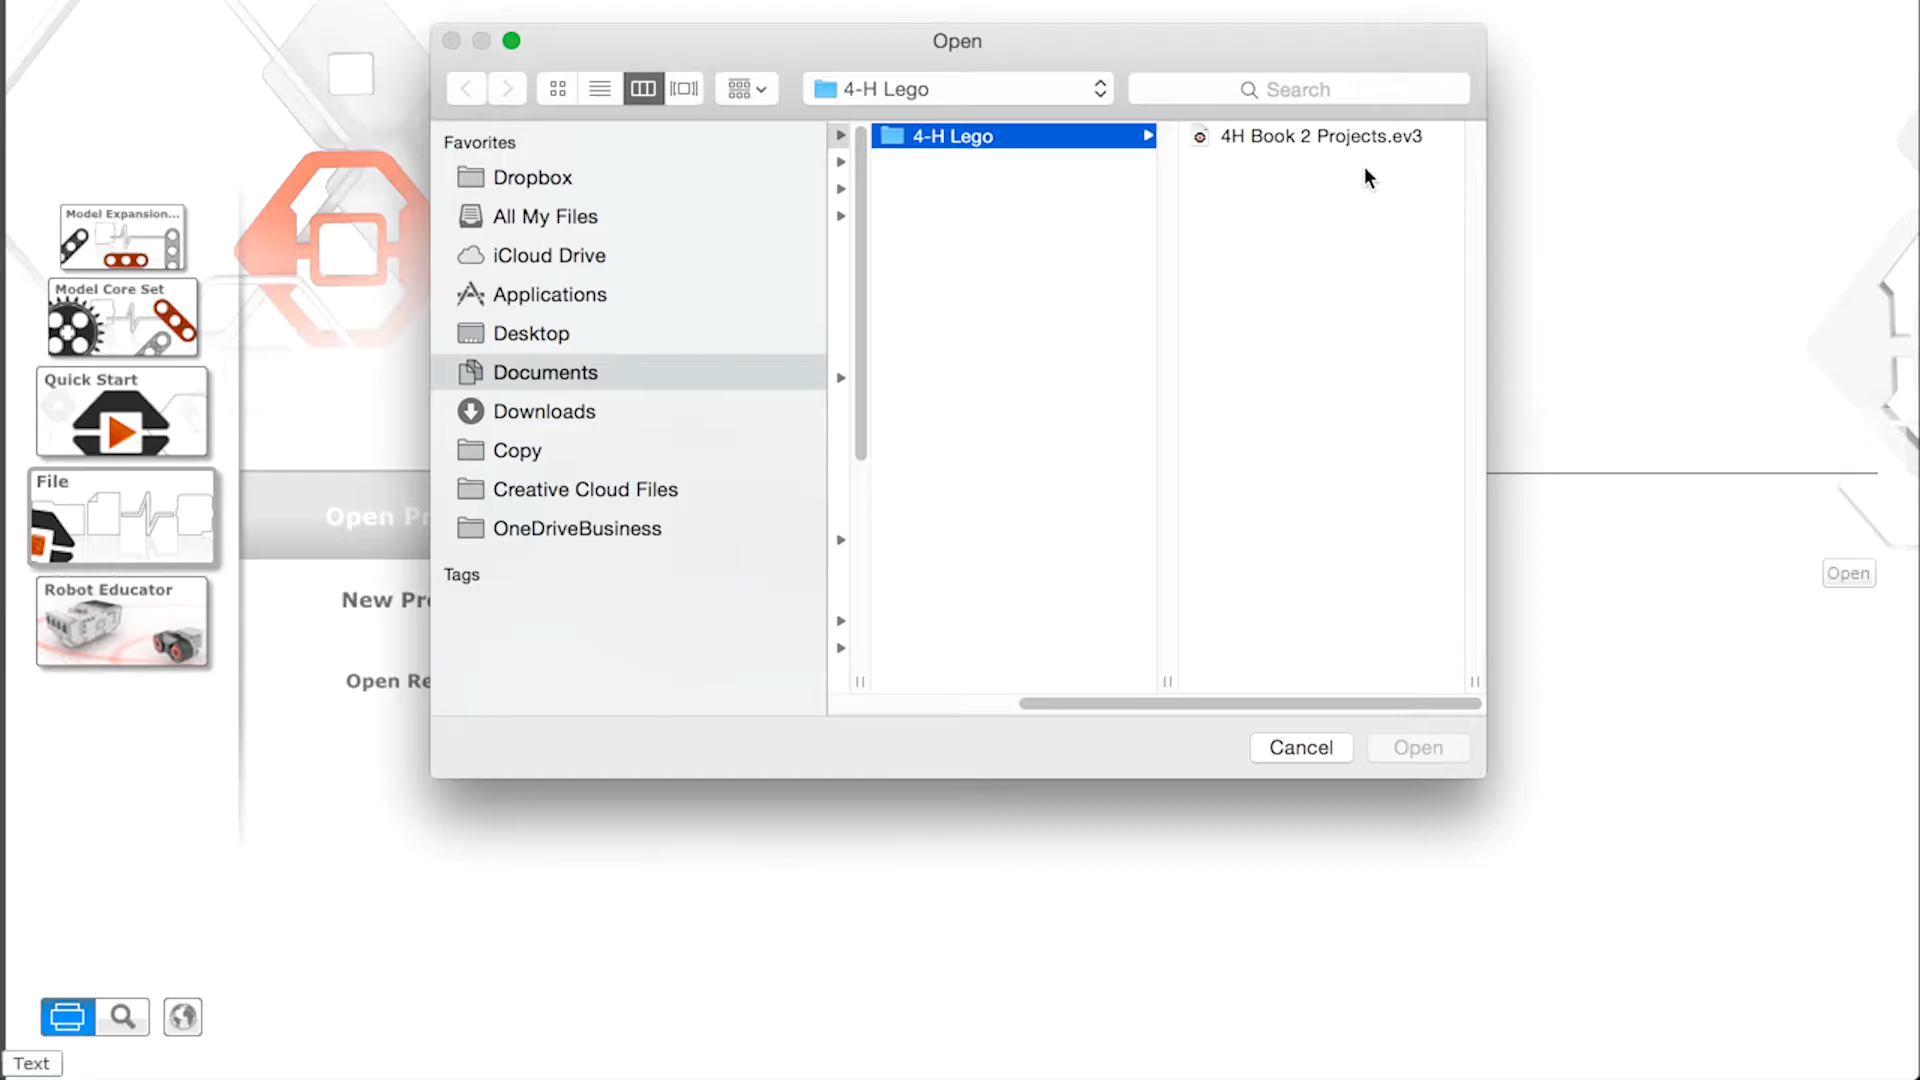 Open
4-H Lego
Search
Favorites
Dropbox
All My Files
iCloud Drive
Applications
Desktop
Documents
Downloads
Copy
Creative Cloud Files
OneDriveBusiness
Tags
4-H Lego
4H Book 2 Projects.ev3
Cancel
Open
Model Expansion...
Model Core Set
Quick Start
File
Robot Educator
Open Pr
New Pr
Open Re
Open
Text